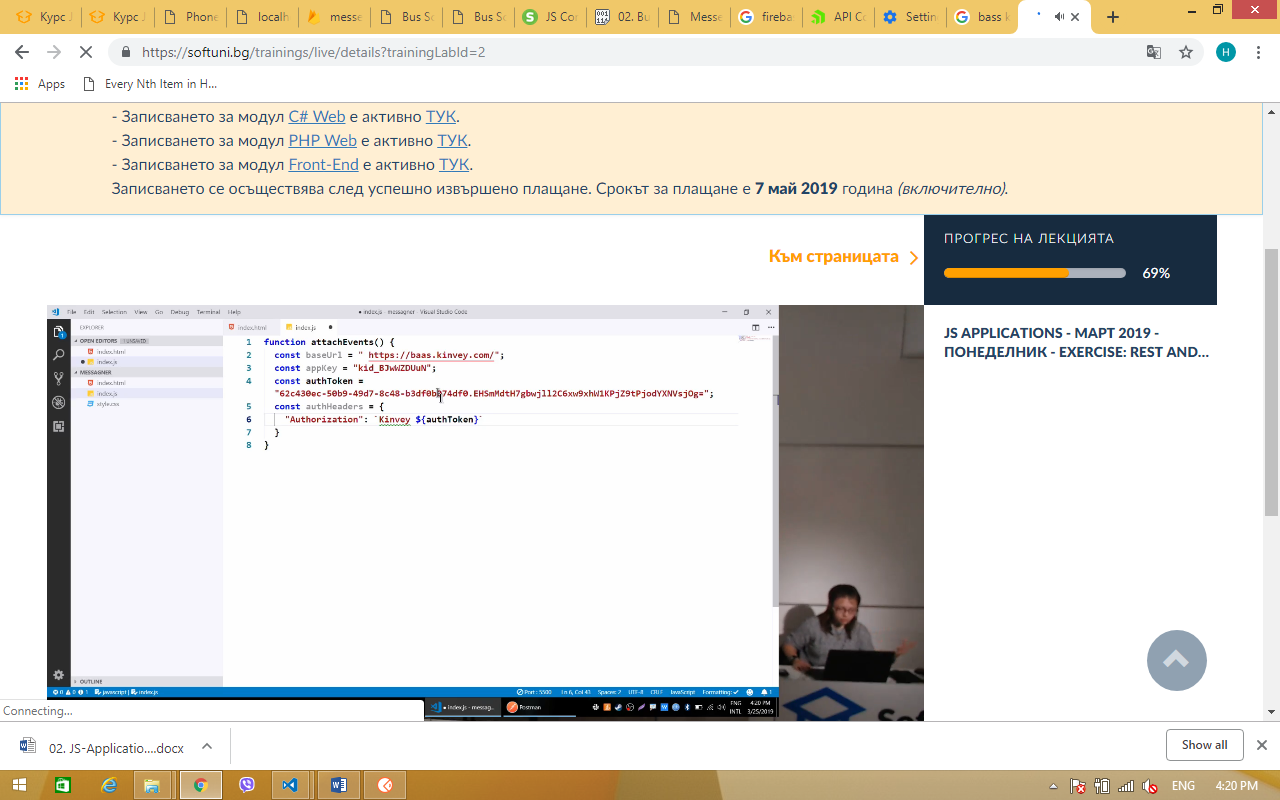 Курс J
Курс J
Phone
localh
messe
Bus Sc
Bus Sc
JS Cor
02. Bu
Messe
fireba
API Co
Settin
bass k
https://softuni.bg/trainings/live/details?trainingLabId=2
H
Apps
Every Nth Item in H...
- Записването за модул C# Web е активно ТУК.
- Записването за модул PHP Web е активно ТУК.
- Записването за модул Front-End е активно ТУК.
Записването се осъществява след успешно извършено плащане. Срокът за плащане е 7 май 2019 година (включително).
Към страницата
ПРОГРЕС НА ЛЕКЦИЯТА
69%
JS APPLICATIONS - МАРТ 2019 -
ПОНЕДЕЛНИК - EXERCISE: REST AND...
File Edit Selection View Go Debug Terminal Help
● index.js - messagner - Visual Studio Code
EXPLORER
OPEN EDITORS 1 UNSAVED
index.html
index.js
MESSAGNER
index.html
index.js
style.css
OUTLINE
index.html
index.js
1 function attachEvents() {
2 const baseUrl = " https://baas.kinvey.com/";
3 const appKey = "kid_BJwWZDUuN";
4 const authToken =
5 const authHeaders = {
6 "Authorization": `Kinvey ${authToken}`
7 }
8 }
Port : 5500 Ln 6, Col 43 Spaces: 2 UTF-8 CRLF JavaScript Formatting: ✓ 1
javascript | index.js
● index.js - messag...
Postman
ENG
INTL
4:20 PM
3/25/2019
Connecting...
02. JS-Applicatio....docx
Show all
ENG
4:20 PM